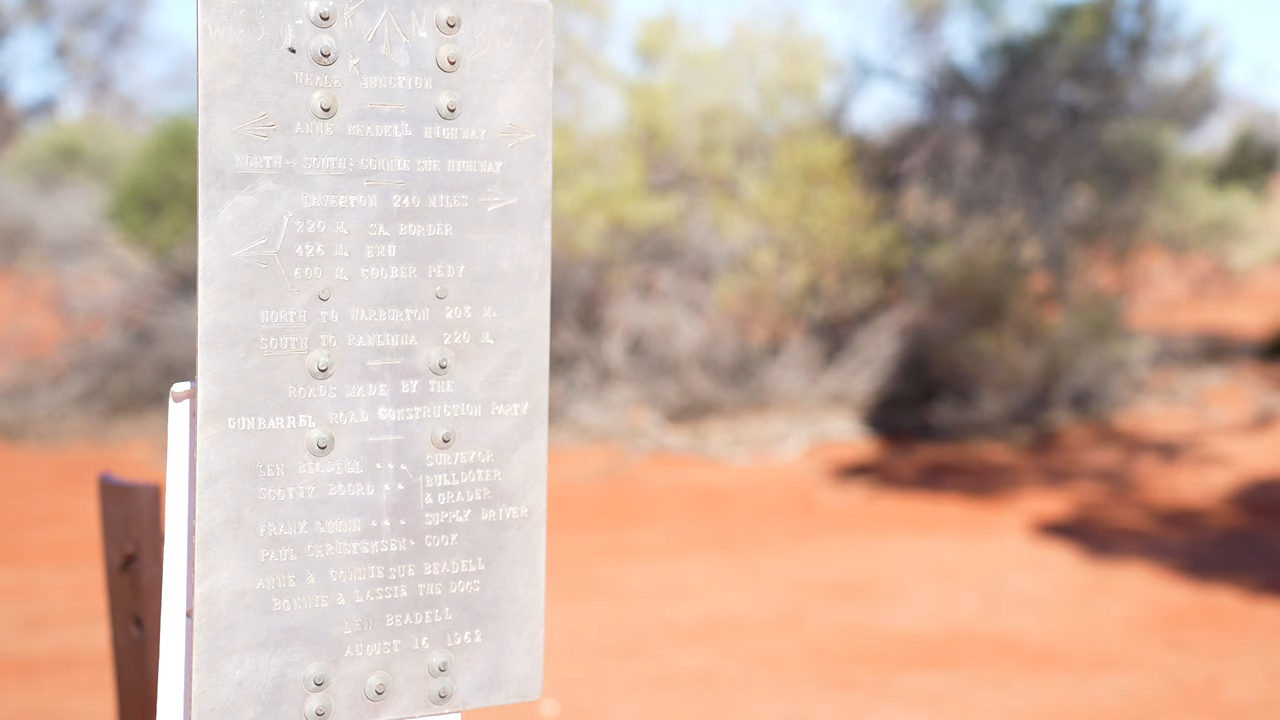 NEALE JUNCTION
ANNE BEADELL HIGHWAY
NORTH - SOUTH: CONNIE SUE HIGHWAY
LAVERTON 240 MILES
220 M. SA. BORDER
426 M. EMU
600 M. COOBER PEDY
NORTH TO WARBURTON 203 M.
SOUTH TO RAWLINNA 220 M.
ROADS MADE BY THE
GUNBARREL ROAD CONSTRUCTION PARTY
LEN BEADELL ... SURVEYOR
SCOTTY BOORD .. BULLDOZER
& GRADER
FRANK QUINN ... SUPPLY DRIVER
PAUL CHRISTENSEN. COOK
ANNE & CONNIE SUE BEADELL
BONNIE & LASSIE THE DOGS
LEN BEADELL
AUGUST 16 1962